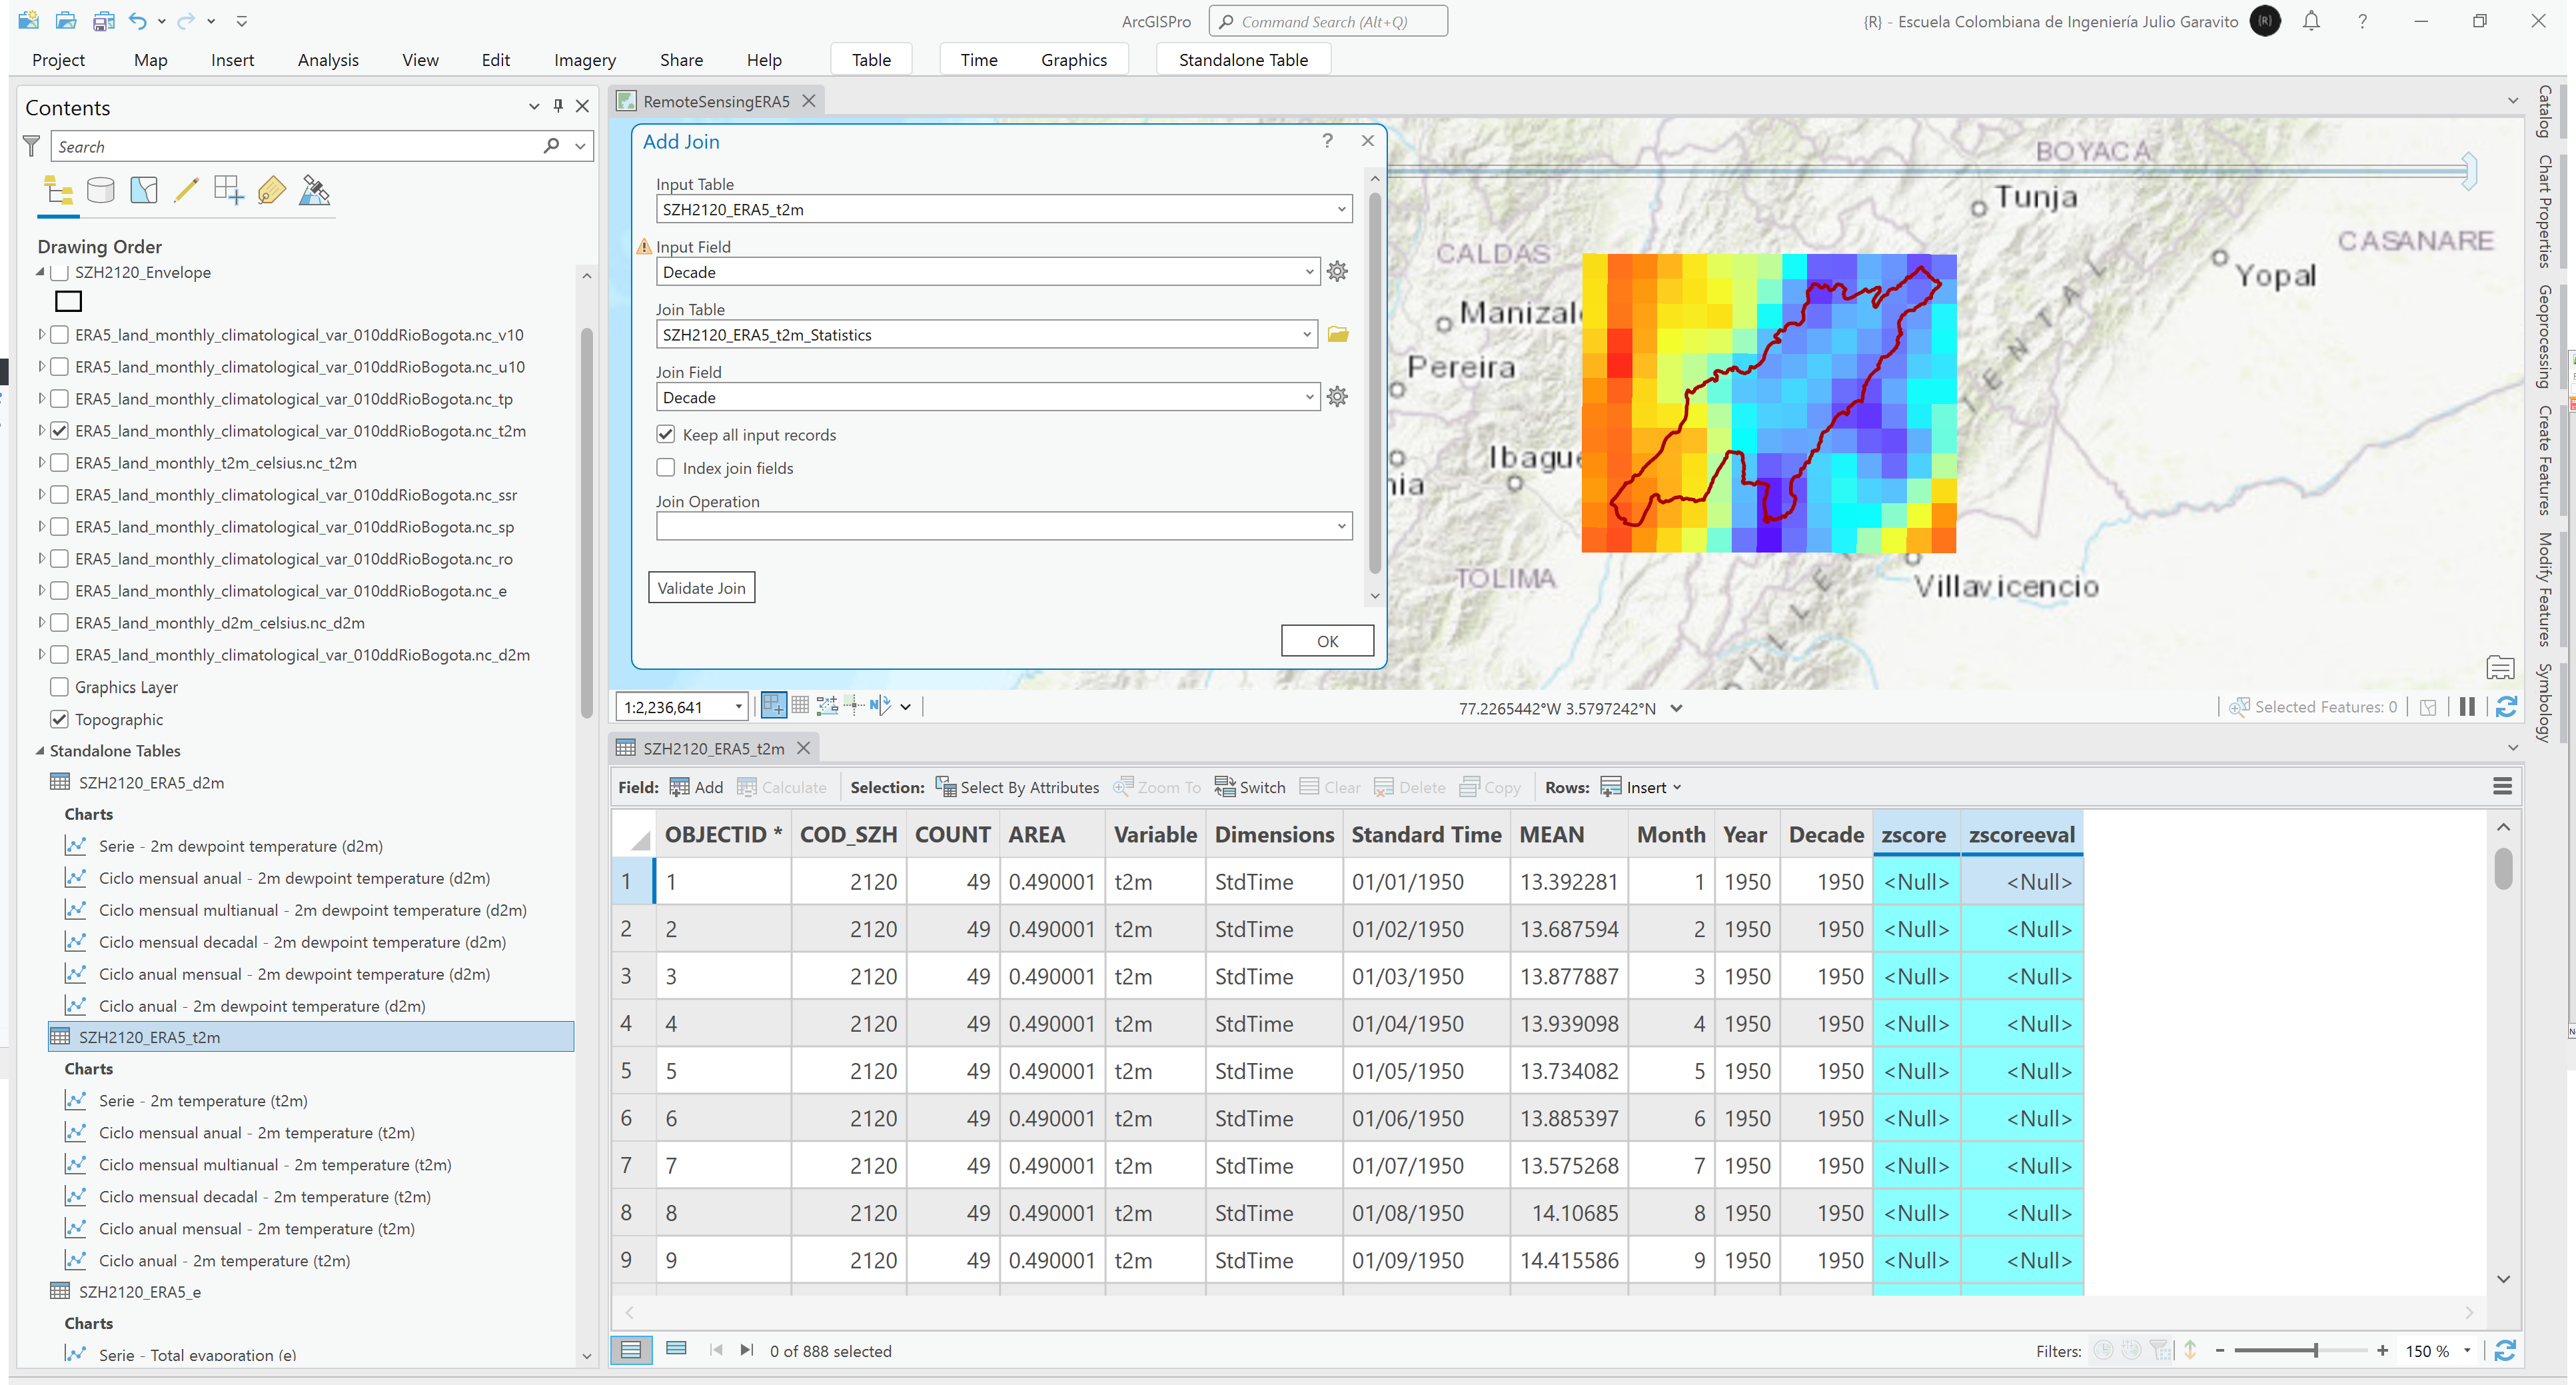 ArcGISPro
Command Search (Alt+Q)
{R} - Escuela Colombiana de Ingeniería Julio Garavito
{R}
?
Project Map Insert Analysis View Edit Imagery Share Help Table Time Graphics Standalone Table
Contents
Search
Drawing Order
SZH2120_Envelope
ERA5_land_monthly_climatological_var_010ddRioBogota.nc_v10
ERA5_land_monthly_climatological_var_010ddRioBogota.nc_u10
ERA5_land_monthly_climatological_var_010ddRioBogota.nc_tp
ERA5_land_monthly_climatological_var_010ddRioBogota.nc_t2m
ERA5_land_monthly_t2m_celsius.nc_t2m
ERA5_land_monthly_climatological_var_010ddRioBogota.nc_ssr
ERA5_land_monthly_climatological_var_010ddRioBogota.nc_sp
ERA5_land_monthly_climatological_var_010ddRioBogota.nc_ro
ERA5_land_monthly_climatological_var_010ddRioBogota.nc_e
ERA5_land_monthly_d2m_celsius.nc_d2m
ERA5_land_monthly_climatological_var_010ddRioBogota.nc_d2m
Graphics Layer
Topographic
Standalone Tables
SZH2120_ERA5_d2m
Charts
Serie - 2m dewpoint temperature (d2m)
Ciclo mensual anual - 2m dewpoint temperature (d2m)
Ciclo mensual multianual - 2m dewpoint temperature (d2m)
Ciclo mensual decadal - 2m dewpoint temperature (d2m)
Ciclo anual mensual - 2m dewpoint temperature (d2m)
Ciclo anual - 2m dewpoint temperature (d2m)
SZH2120_ERA5_t2m
Charts
Serie - 2m temperature (t2m)
Ciclo mensual anual - 2m temperature (t2m)
Ciclo mensual multianual - 2m temperature (t2m)
Ciclo mensual decadal - 2m temperature (t2m)
Ciclo anual mensual - 2m temperature (t2m)
Ciclo anual - 2m temperature (t2m)
SZH2120_ERA5_e
Charts
Serie - Total evaporation (e)
RemoteSensingERA5
Add Join
?
Input Table
SZH2120_ERA5_t2m
Input Field
Decade
Join Table
SZH2120_ERA5_t2m_Statistics
Join Field
Decade
Keep all input records
Index join fields
Join Operation
Validate Join
OK
BOYACÁ
Tunja
CASANARE
CALDAS
Yopal
Manizal
Pereira
Ibagu
nia
TOLIMA
Villavicencio
ENTAL
LLE
1:2,236,641
77.2265442°W 3.5797242°N
Selected Features: 0
Catalog
Chart Properties
Geoprocessing
Create Features
Modify Features
Symbology
SZH2120_ERA5_t2m
Field: Add Calculate Selection: Select By Attributes Zoom To Switch Clear Delete Copy Rows: Insert
OBJECTID * COD_SZH COUNT AREA Variable Dimensions Standard Time MEAN Month Year Decade zscore zscoreeval
1 1 2120 49 0.490001 t2m StdTime 01/01/1950 13.392281 1 1950 1950 <Null> <Null>
2 2 2120 49 0.490001 t2m StdTime 01/02/1950 13.687594 2 1950 1950 <Null> <Null>
3 3 2120 49 0.490001 t2m StdTime 01/03/1950 13.877887 3 1950 1950 <Null> <Null>
4 4 2120 49 0.490001 t2m StdTime 01/04/1950 13.939098 4 1950 1950 <Null> <Null>
5 5 2120 49 0.490001 t2m StdTime 01/05/1950 13.734082 5 1950 1950 <Null> <Null>
6 6 2120 49 0.490001 t2m StdTime 01/06/1950 13.885397 6 1950 1950 <Null> <Null>
7 7 2120 49 0.490001 t2m StdTime 01/07/1950 13.575268 7 1950 1950 <Null> <Null>
8 8 2120 49 0.490001 t2m StdTime 01/08/1950 14.10685 8 1950 1950 <Null> <Null>
9 9 2120 49 0.490001 t2m StdTime 01/09/1950 14.415586 9 1950 1950 <Null> <Null>
0 of 888 selected
Filters:
150 %